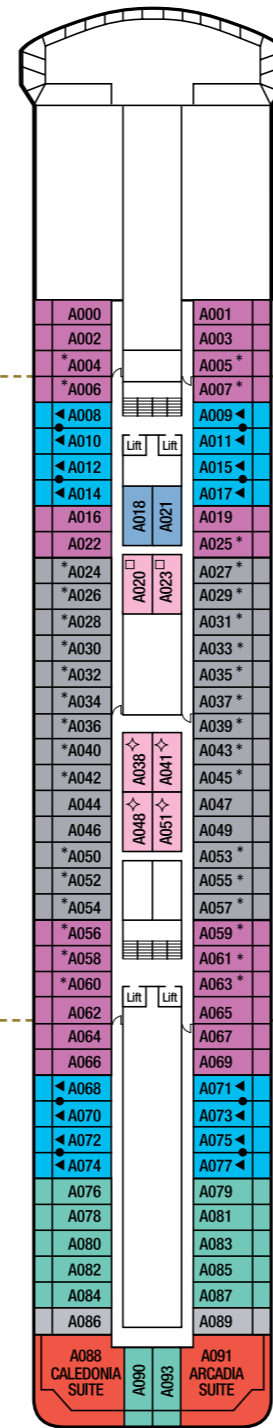 A000 A001
A002 A003
*A004 A005*
*A006 A007*
◀A008 A009◀
◀A010 Lift Lift A011◀
◀A012 A015◀
◀A014 A017◀
A016 A018 A021 A019
A022 A025*
*A024 A020 A023 A027*
*A026 A029*
*A028 A031*
*A030 A033*
*A032 A035*
*A034 A037*
*A036 A039*
*A040 A038 A041 A043*
*A042 A045*
A044 A048 A051 A047
A046 A049
*A050 A053*
*A052 A055*
*A054 A057*
*A056 A059*
*A058 A061*
*A060 A063*
A062 Lift Lift A065
A064 A067
A066 A069
◀A068 A071◀
◀A070 A073◀
◀A072 A075◀
◀A074 A077◀
A076 A079
A078 A081
A080 A083
A082 A085
A084 A087
A086 A089
A088 A090 A093 A091
CALEDONIA ARCADIA
SUITE SUITE